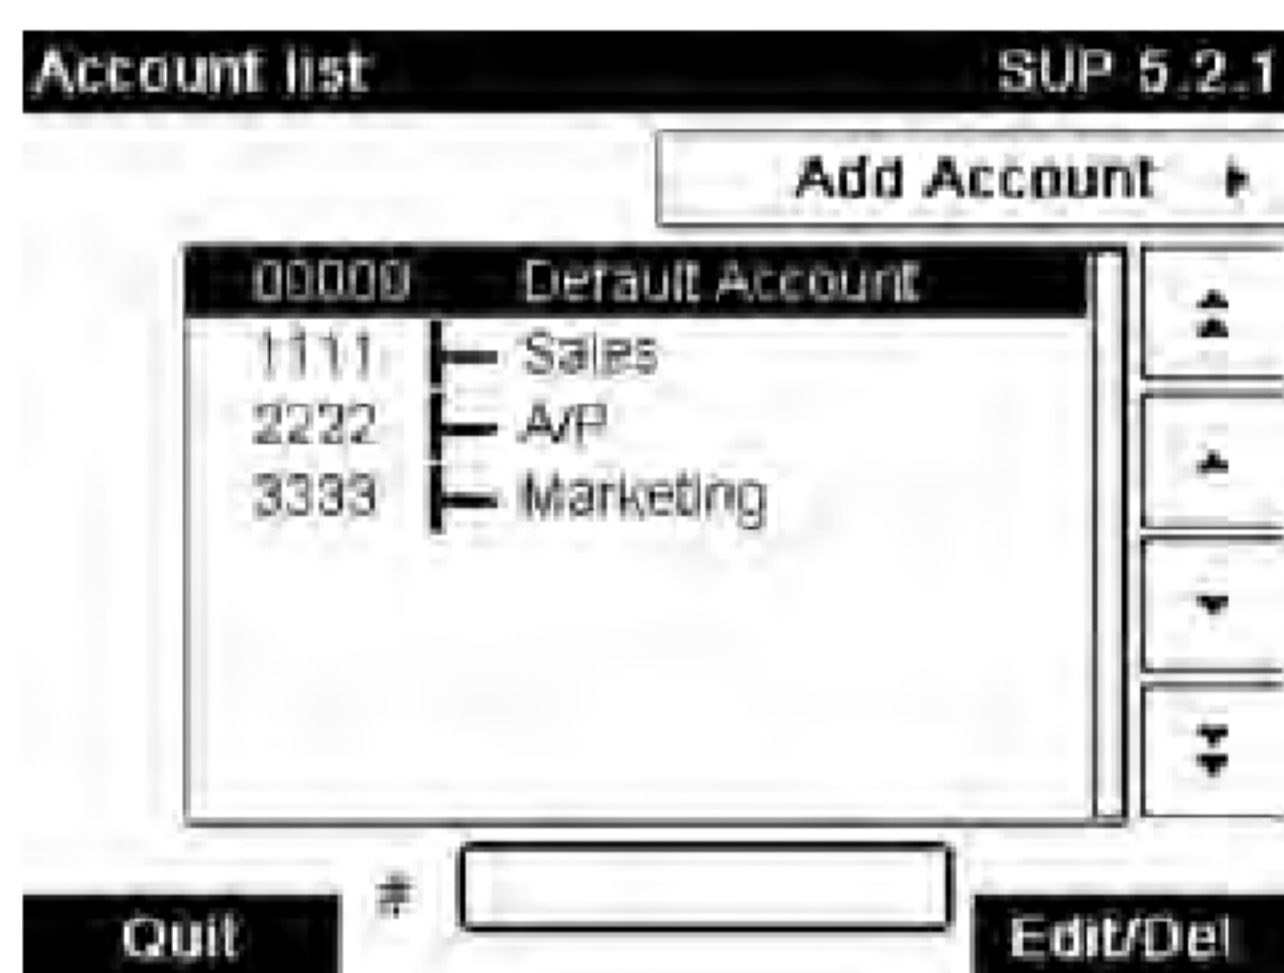 Account list SUP 5.2.1
Add Account
00000 Default Account
1111 Sales
2222 A/P
3333 Marketing
#
Quit Edit/Del